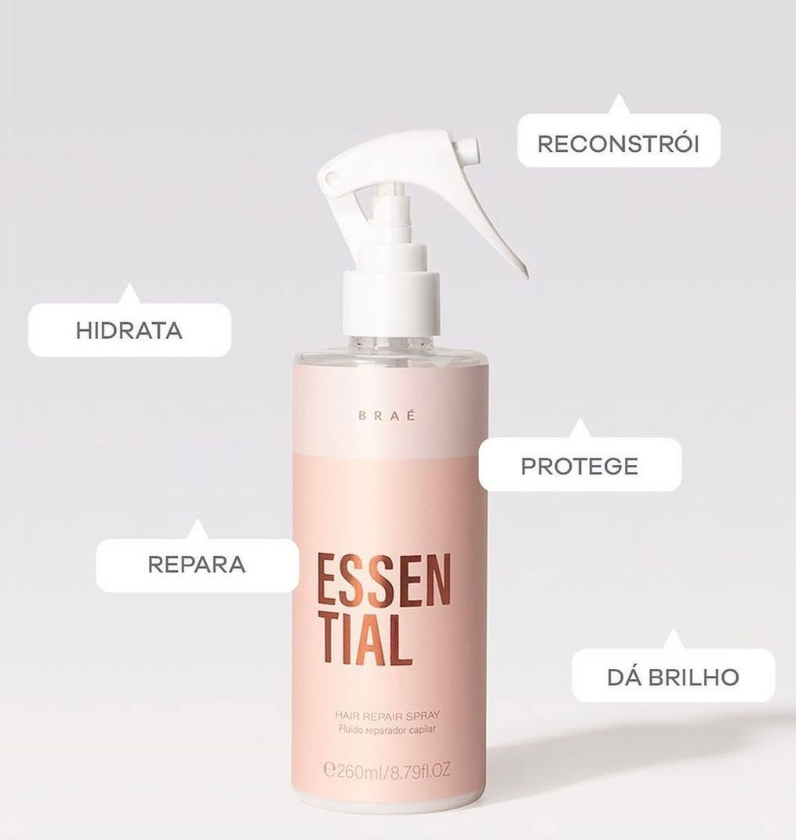 RECONSTRÓI
HIDRATA
BRAÉ
PROTEGE
REPARA
ESSEN
TIAL
DÁ BRILHO
HAIR REPAIR SPRAY
Fluido reparador capilar
℮260ml/8.79fl.OZ